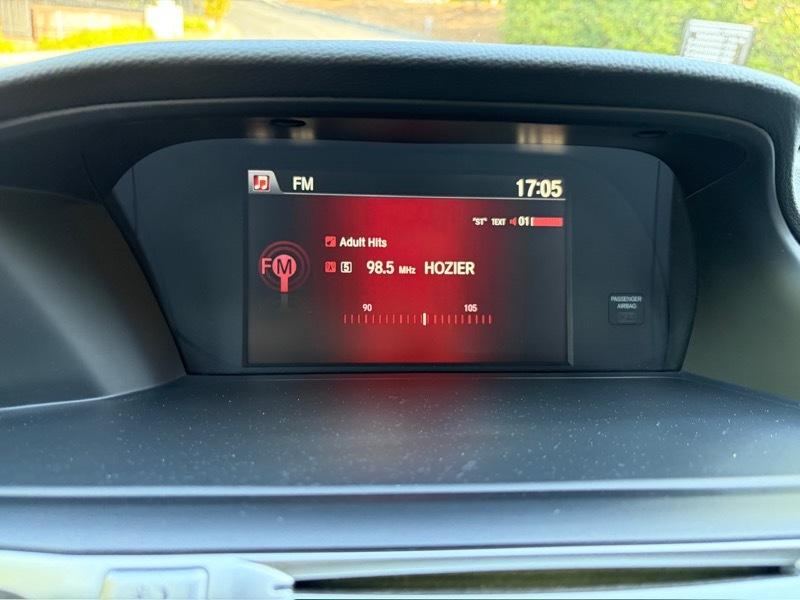 FM 17:05
"ST" TEXT 01
Adult Hits
FM
5 98.5 MHz HOZIER
90 105
PASSENGER
AIRBAG